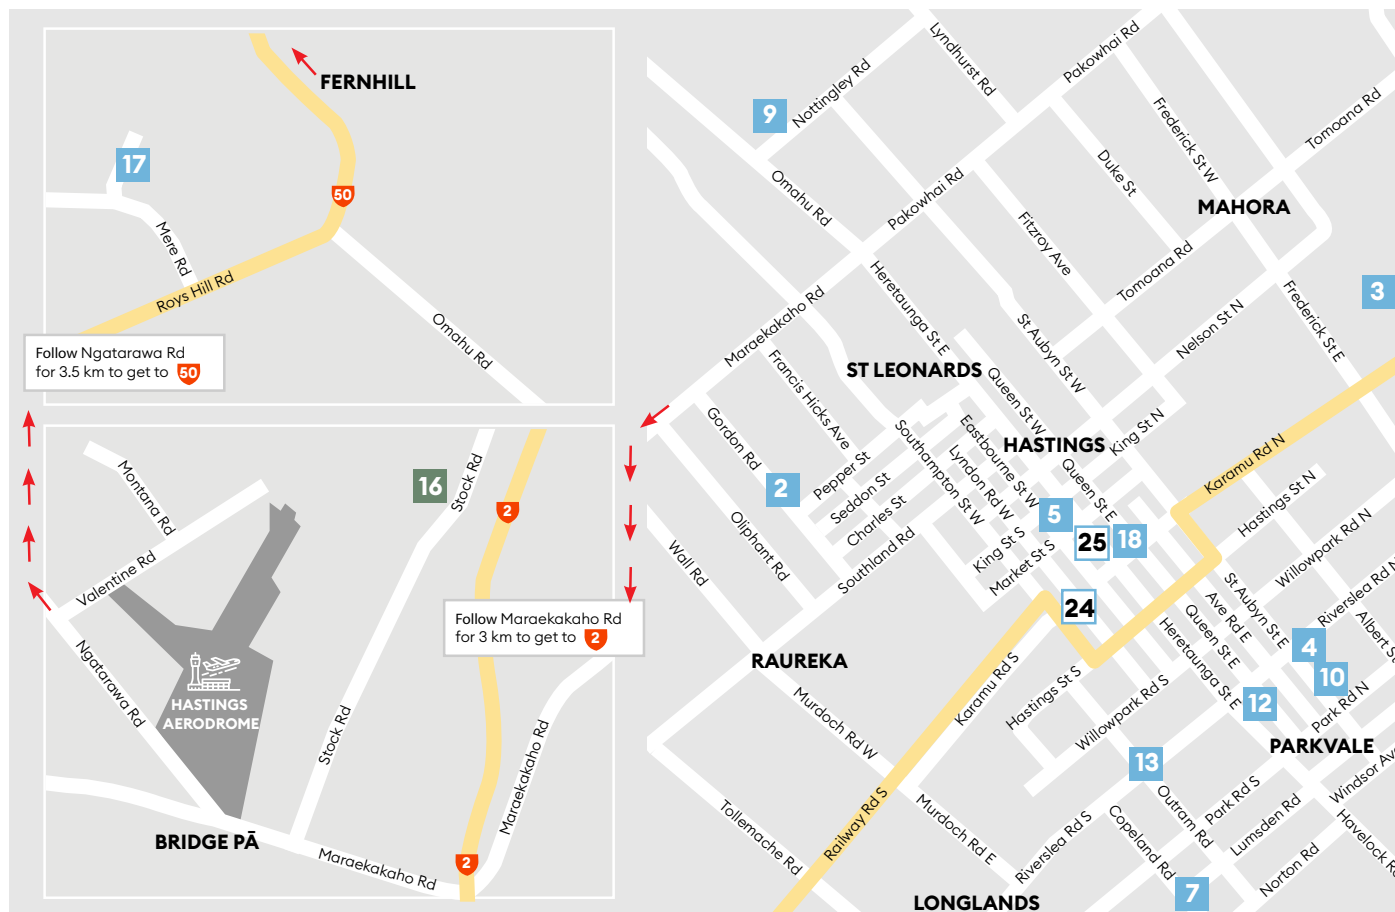 FERNHILL
17
50
Mere Rd
Roys Hill Rd
Omahu Rd
Follow Ngatarawa Rd
for 3.5 km to get to 50
Montana Rd
Valentine Rd
Ngatarawa Rd
HASTINGS
AERODROME
BRIDGE PĀ
16
Stock Rd
2
Stock Rd
Follow Maraekakaho Rd
for 3 km to get to 2
Maraekakaho Rd
Maraekakaho Rd
2
9
Nottingley Rd
Lyndhurst Rd
Pakowhai Rd
Frederick St W
Tomoana Rd
Duke St
MAHORA
Omahu Rd
Pakowhai Rd
Fitzroy Ave
Tomoana Rd
Heretaunga St E
Maraekakaho Rd
St Aubyn St W
Nelson St N
Frederick St E
3
ST LEONARDS
Francis Hicks Ave
Queen St W
Gordon Rd
Southampton St W
Eastbourne St W
HASTINGS
King St N
Lyndon Rd W
Queen St E
Karamu Rd N
Pepper St
2
Seddon St
Charles St
Southland Rd
Oliphant Rd
Wall Rd
5
25
18
King St S
Market St S
Hastings St N
Willowpark Rd N
Riverslea Rd N
24
St Aubyn St E
Ave Rd E
Queen St E
Heretaunga St E
Albert St
4
10
12
Park Rd N
PARKVALE
RAUREKA
Murdoch Rd W
Karamu Rd S
Hastings St S
Willowpark Rd S
13
Outram Rd
Park Rd S
Windsor Av
Havelock R
Lumsden Rd
Norton Rd
Copeland Rd
Riverslea Rd S
Murdoch Rd E
Railway Rd S
Tollemache Rd
LONGLANDS
7